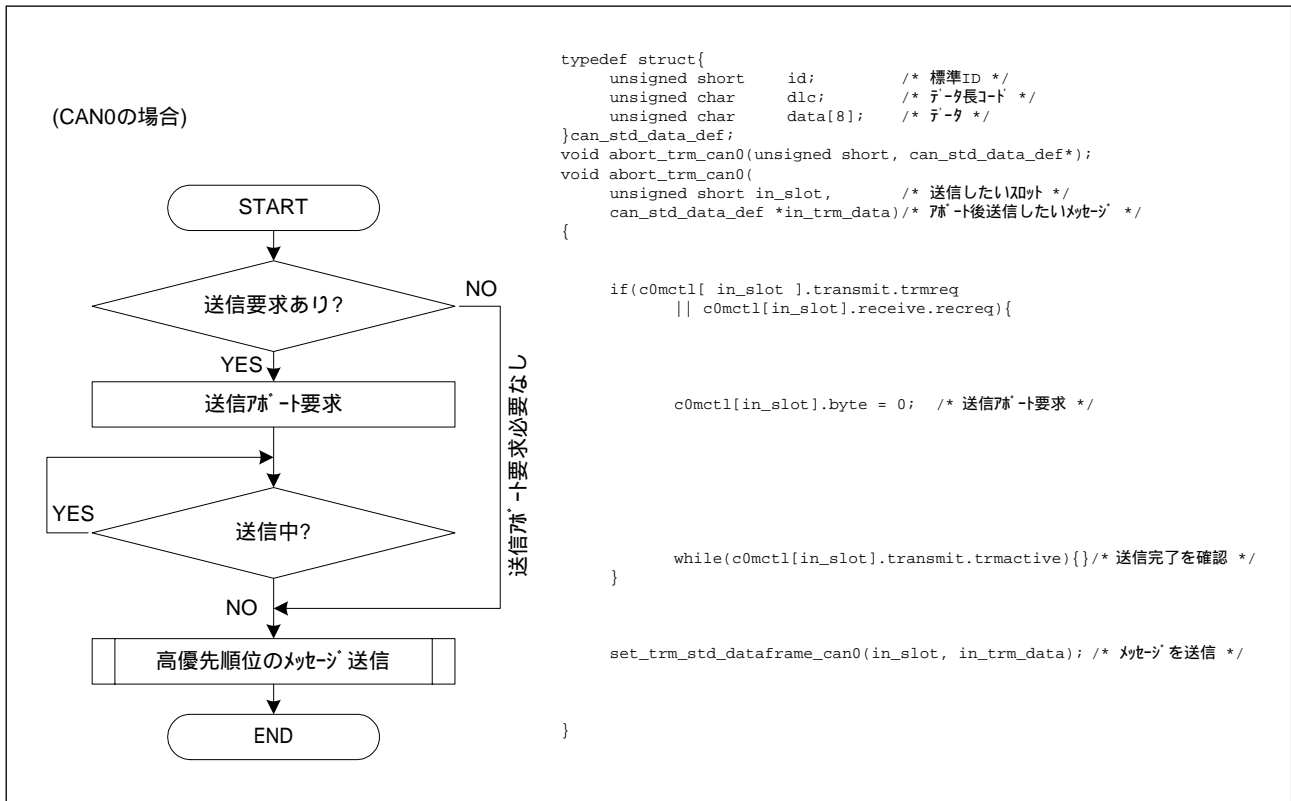 (CAN0の場合)
START
送信要求あり?
NO
YES
送信ｱﾎﾞｰﾄ要求
送信ｱﾎﾞｰﾄ要求必要なし
YES
送信中?
NO
高優先順位のﾒｯｾｰｼﾞ送信
END
typedef struct{
unsigned short id; /* 標準ID */
unsigned char dlc; /* ﾃﾞｰﾀ長ｺｰﾄﾞ */
unsigned char data[8]; /* ﾃﾞｰﾀ */
}can_std_data_def;
void abort_trm_can0(unsigned short, can_std_data_def*);
void abort_trm_can0(
unsigned short in_slot, /* 送信したいｽﾛｯﾄ */
can_std_data_def *in_trm_data)/* ｱﾎﾞｰﾄ後送信したいﾒｯｾｰｼﾞ */
{
if(c0mctl[ in_slot ].transmit.trmreq
|| c0mctl[in_slot].receive.recreq){
c0mctl[in_slot].byte = 0; /* 送信ｱﾎﾞｰﾄ要求 */
while(c0mctl[in_slot].transmit.trmactive){}/* 送信完了を確認 */
}
set_trm_std_dataframe_can0(in_slot, in_trm_data); /* ﾒｯｾｰｼﾞを送信 */
}